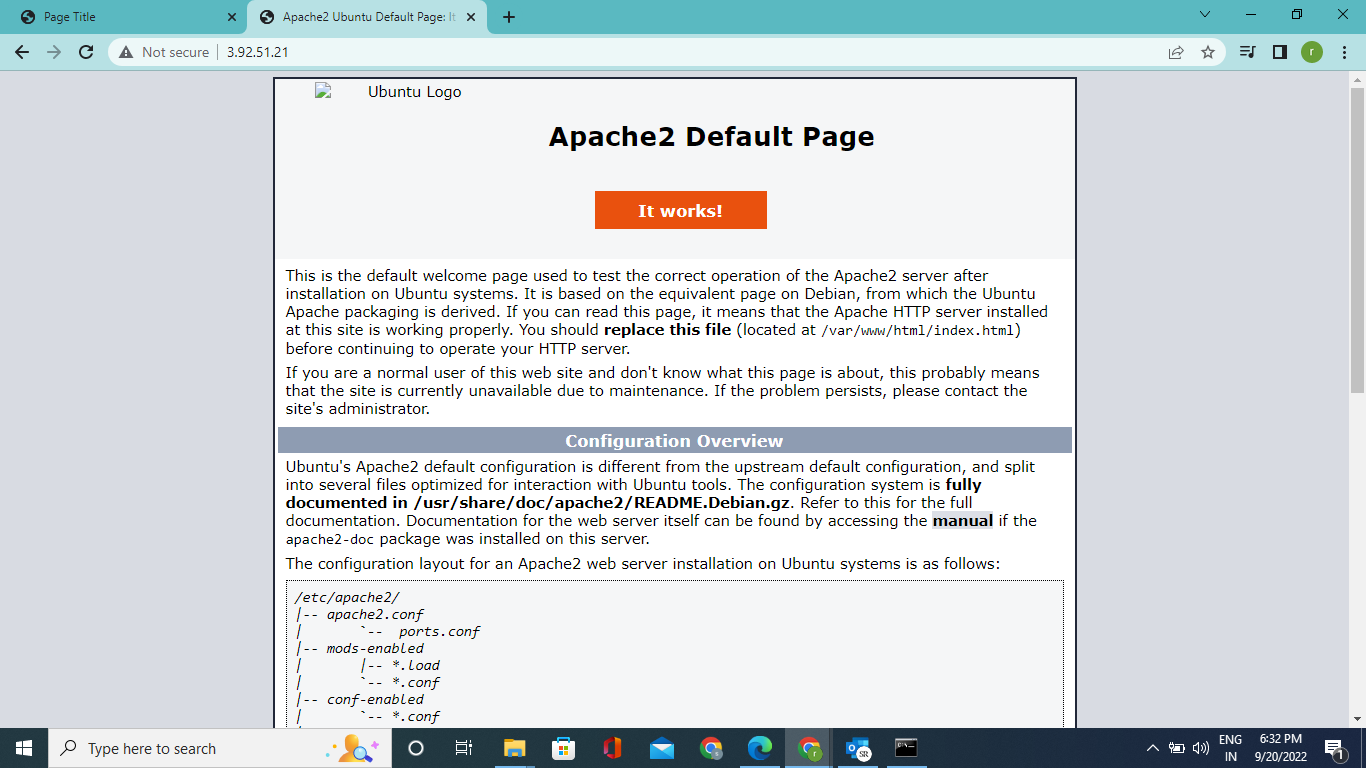 Page Title
Apache2 Ubuntu Default Page: It
Not secure
3.92.51.21
r
Ubuntu Logo
Apache2 Default Page
It works!
This is the default welcome page used to test the correct operation of the Apache2 server after
installation on Ubuntu systems. It is based on the equivalent page on Debian, from which the Ubuntu
Apache packaging is derived. If you can read this page, it means that the Apache HTTP server installed
at this site is working properly. You should replace this file (located at /var/www/html/index.html)
before continuing to operate your HTTP server.
If you are a normal user of this web site and don't know what this page is about, this probably means
that the site is currently unavailable due to maintenance. If the problem persists, please contact the
site's administrator.
Configuration Overview
Ubuntu's Apache2 default configuration is different from the upstream default configuration, and split
into several files optimized for interaction with Ubuntu tools. The configuration system is fully
documented in /usr/share/doc/apache2/README.Debian.gz. Refer to this for the full
documentation. Documentation for the web server itself can be found by accessing the manual if the
apache2-doc package was installed on this server.
The configuration layout for an Apache2 web server installation on Ubuntu systems is as follows:
/etc/apache2/
|-- apache2.conf
|       `--  ports.conf
|-- mods-enabled
|       |-- *.load
|       `-- *.conf
|-- conf-enabled
|       `-- *.conf
Type here to search
r
SR
ENG
IN
6:32 PM
9/20/2022
1